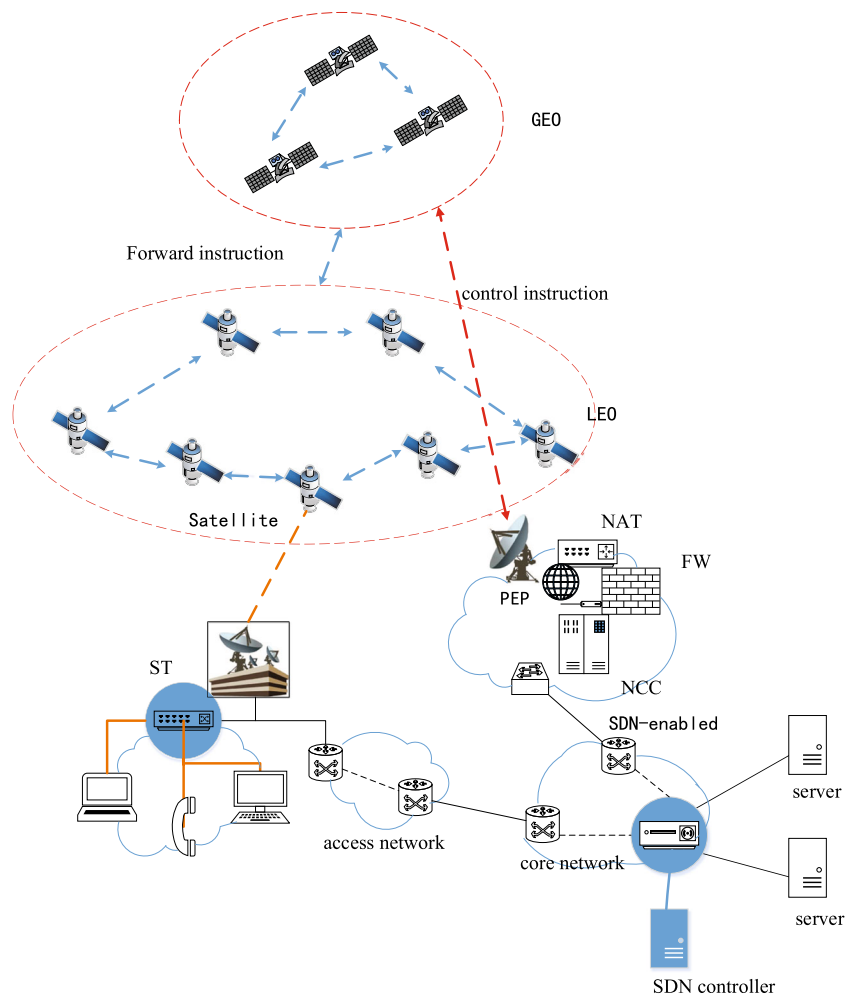 GEO
Forward instruction
control instruction
LEO
Satellite
NAT
FW
PEP
ST
NCC
SDN-enabled
server
access network
core network
server
SDN controller